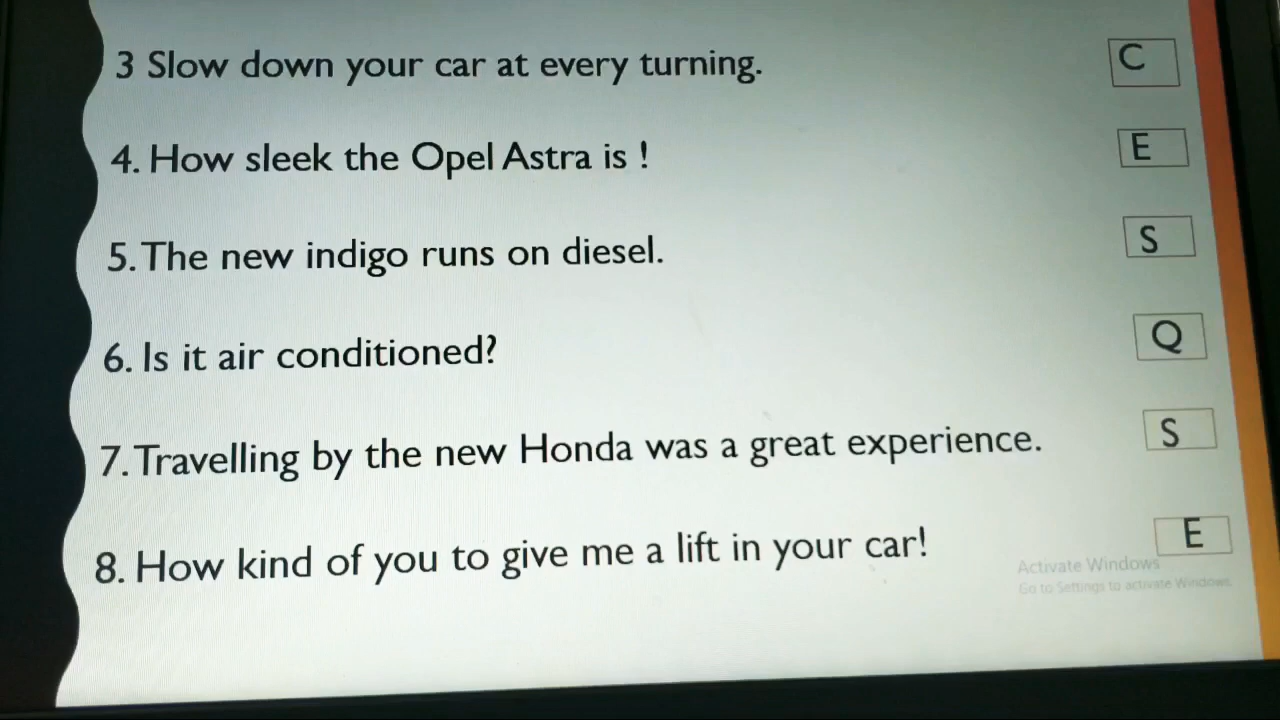 3 Slow down your car at every turning. C
4. How sleek the Opel Astra is ! E
5. The new indigo runs on diesel. S
6. Is it air conditioned? Q
7. Travelling by the new Honda was a great experience. S
8. How kind of you to give me a lift in your car! E
Activate Windows
Go to Settings to activate Windows.